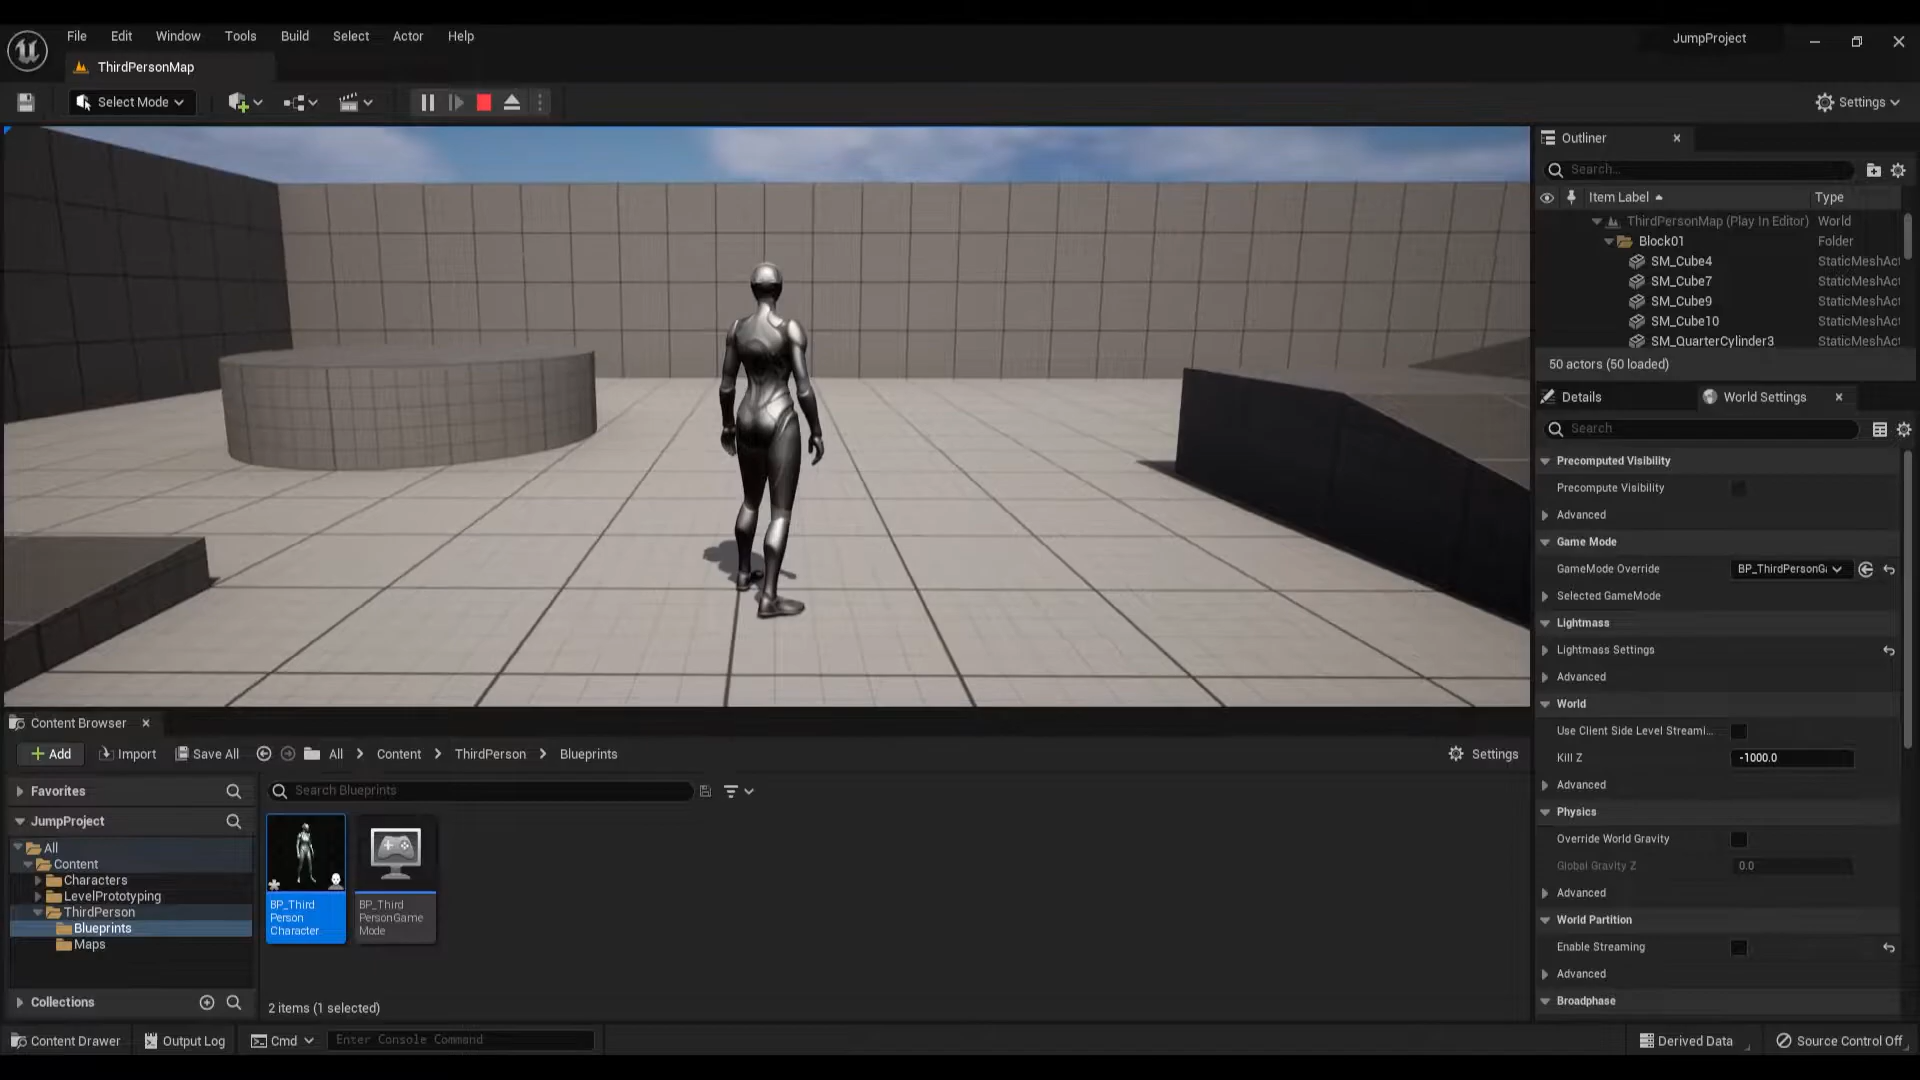 File Edit Window Tools Build Select Actor Help
JumpProject
ThirdPersonMap
Select Mode
Settings
Outliner
Search...
Item Label Type
ThirdPersonMap (Play In Editor) World
Block01 Folder
SM_Cube4 StaticMeshAct
SM_Cube7 StaticMeshAct
SM_Cube9 StaticMeshAct
SM_Cube10 StaticMeshAct
SM_QuarterCylinder3 StaticMeshAct
50 actors (50 loaded)
Details World Settings
Search
Precomputed Visibility
Precompute Visibility
Advanced
Game Mode
GameMode Override BP_ThirdPersonGa
Selected GameMode
Lightmass
Lightmass Settings
Advanced
World
Use Client Side Level Streami...
Kill Z -1000.0
Advanced
Physics
Override World Gravity
Global Gravity Z 0.0
Advanced
World Partition
Enable Streaming
Advanced
Broadphase
Content Browser
Add Import Save All All Content ThirdPerson Blueprints Settings
Favorites
Search Blueprints
JumpProject
All
Content
Characters
LevelPrototyping
ThirdPerson
Blueprints
Maps
Collections
BP_Third
Person
Character
BP_Third
PersonGame
Mode
2 items (1 selected)
Content Drawer Output Log Cmd Enter Console Command Derived Data Source Control Off